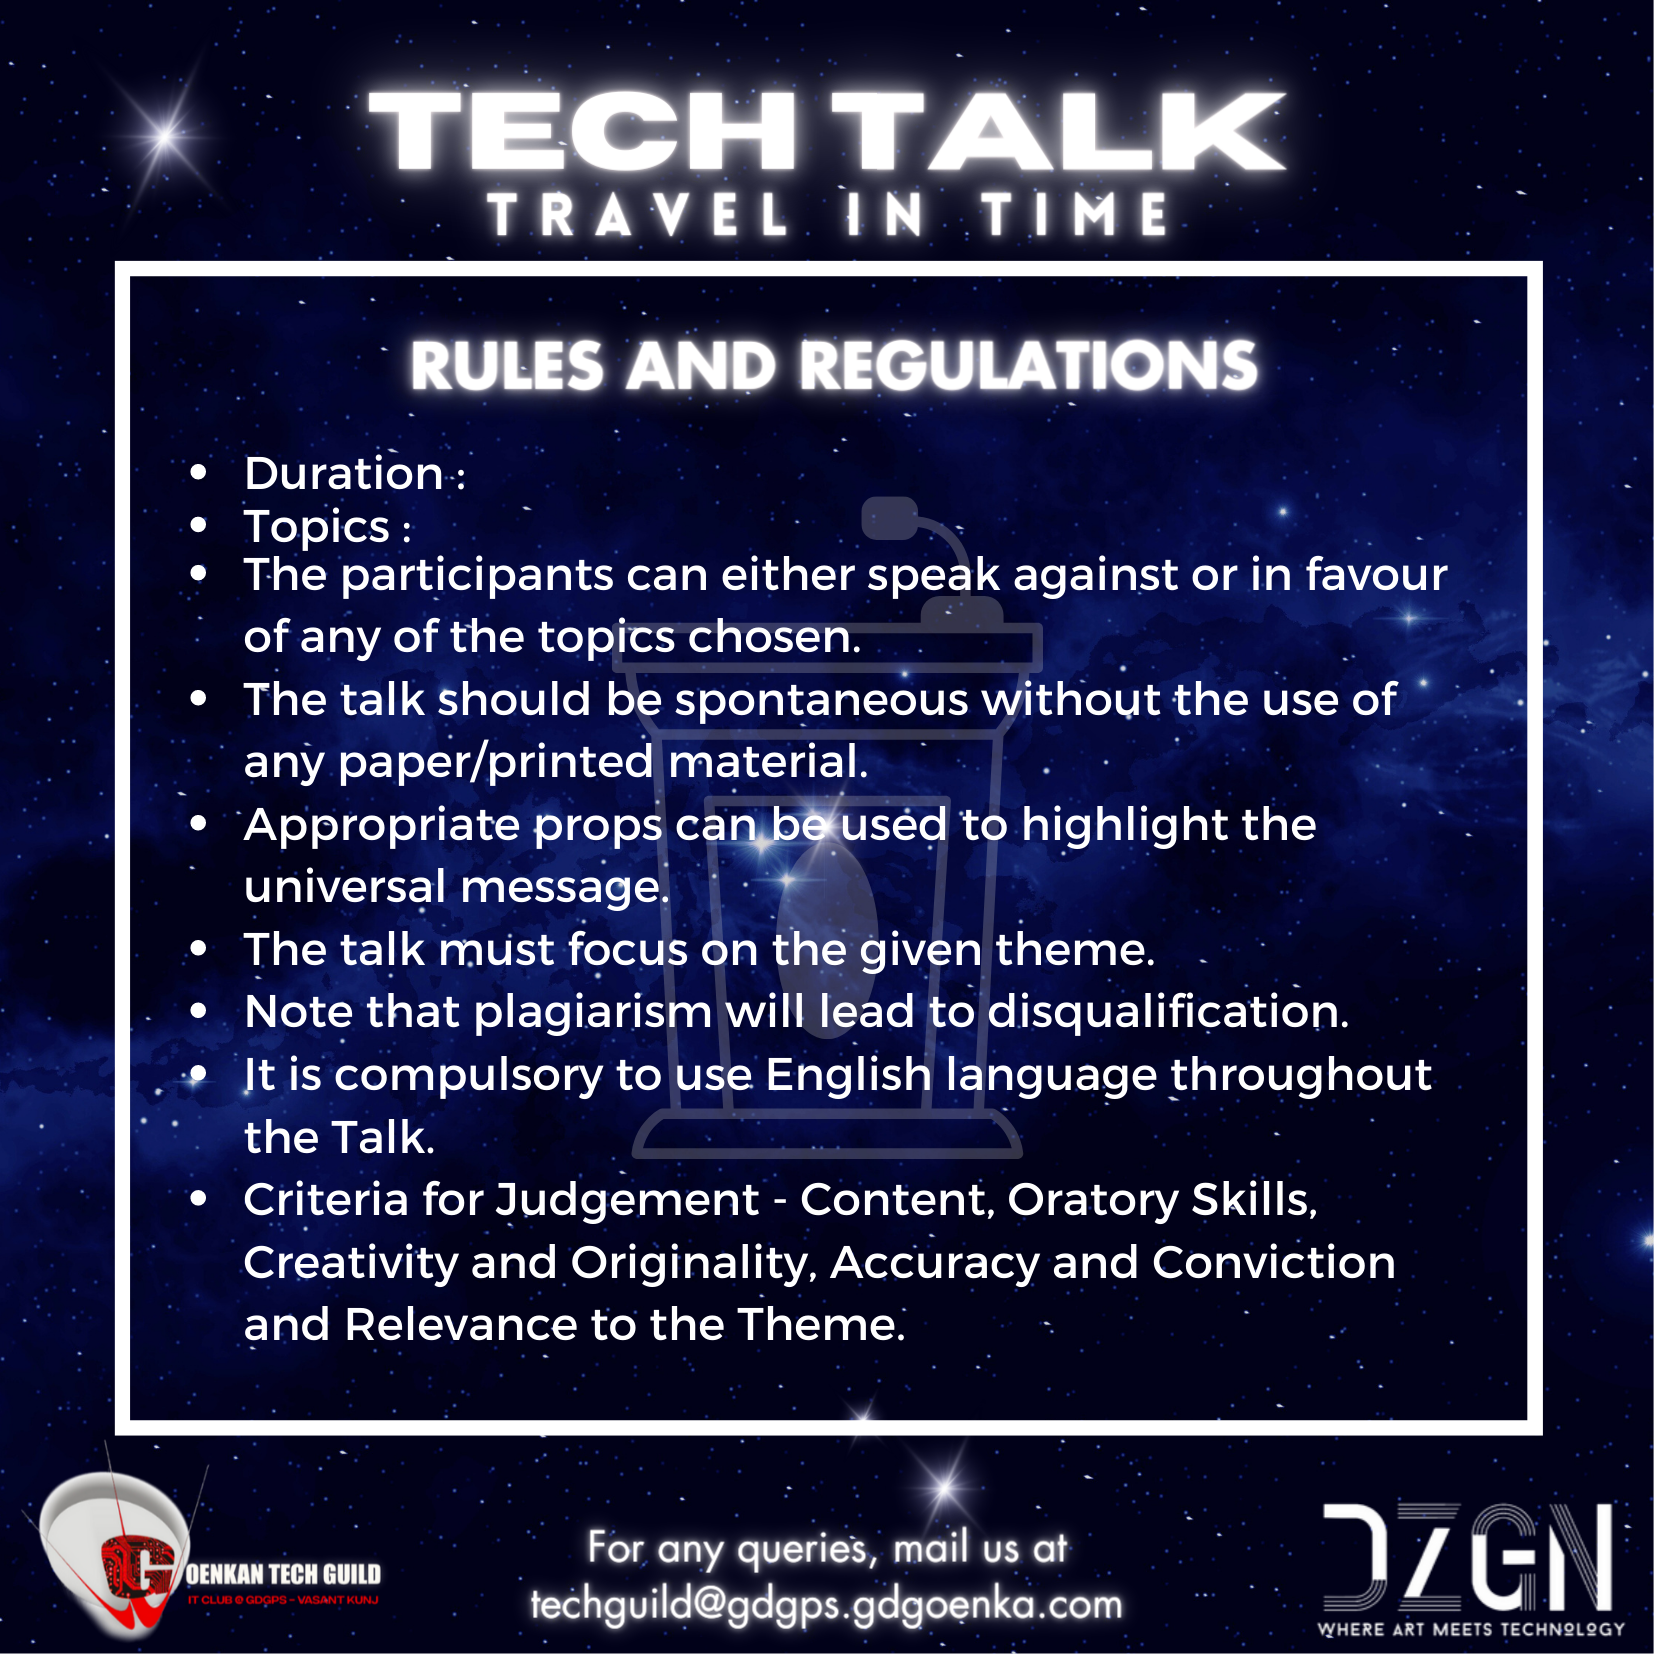 TECH TALK
TRAVEL IN TIME
RULES AND REGULATIONS
• Duration :
• Topics :
• The participants can either speak against or in favour
of any of the topics chosen.
• The talk should be spontaneous without the use of
any paper/printed material.
• Appropriate props can be used to highlight the
universal message.
• The talk must focus on the given theme.
• Note that plagiarism will lead to disqualification.
• It is compulsory to use English language throughout
the Talk.
• Criteria for Judgement - Content, Oratory Skills,
Creativity and Originality, Accuracy and Conviction
and Relevance to the Theme.
GOENKAN TECH GUILD
IT CLUB @ GDGPS - VASANT KUNJ
For any queries, mail us at
techguild@gdgps.gdgoenka.com
DZGN
WHERE ART MEETS TECHNOLOGY